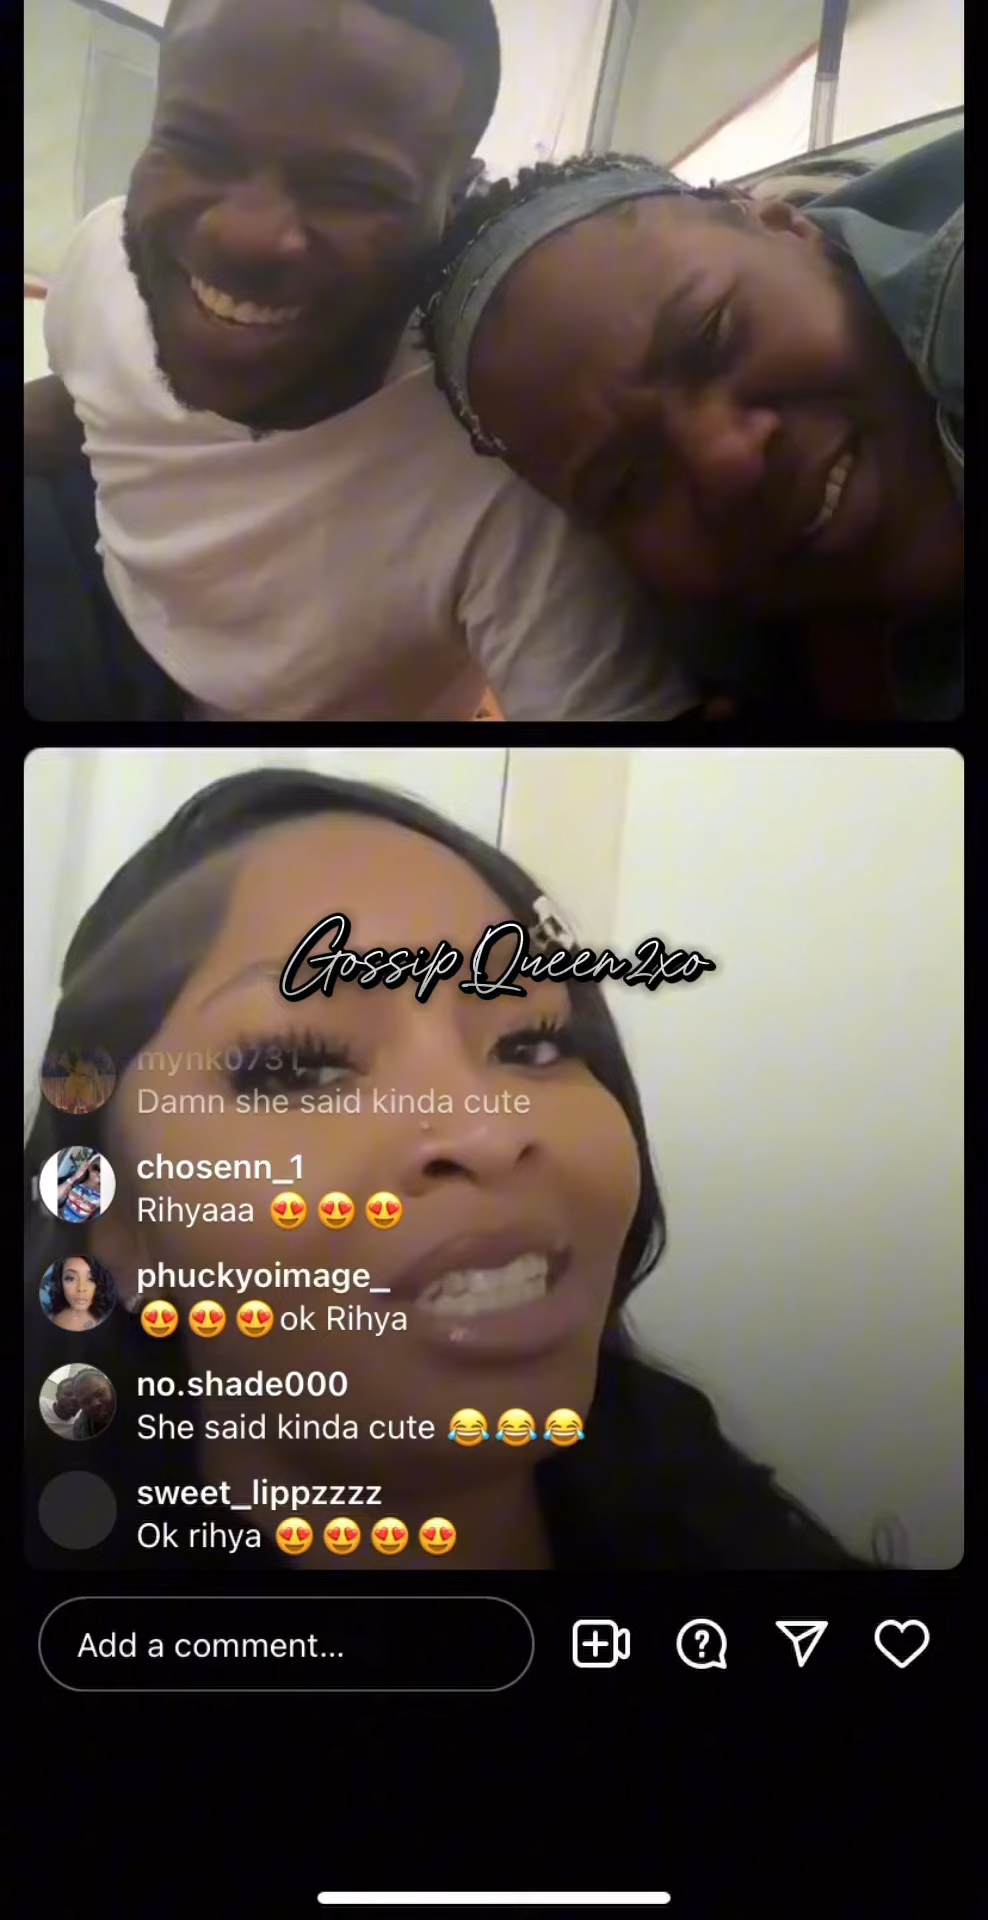 Gossip Queen2xo
mynk0731
Damn she said kinda cute
chosenn_1
Rihyaaa 😍😍😍
phuckyoimage_
😍😍😍ok Rihya
no.shade000
She said kinda cute 😂😂😂
sweet_lippzzzz
Ok rihya 😍😍😍😍
Add a comment...